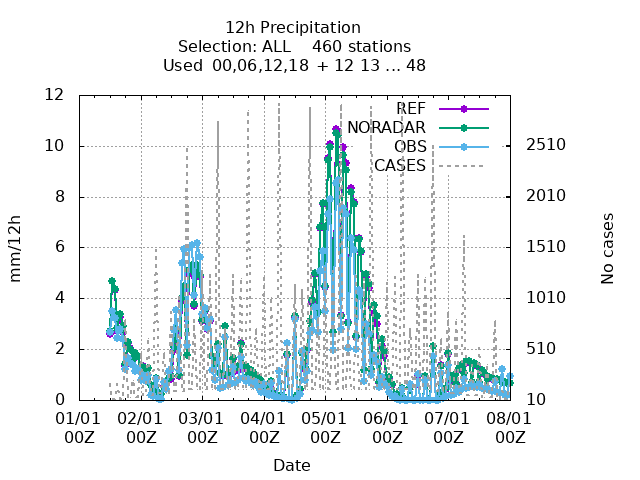 12h Precipitation
Selection: ALL 460 stations
Used 00,06,12,18 + 12 13 ... 48
mm/12h
12
10
8
6
4
2
0
REF
NORADAR
OBS
CASES
2510
2010
1510
1010
510
10
No cases
01/01 02/01 03/01 04/01 05/01 06/01 07/01 08/01
00Z 00Z 00Z 00Z 00Z 00Z 00Z 00Z
Date